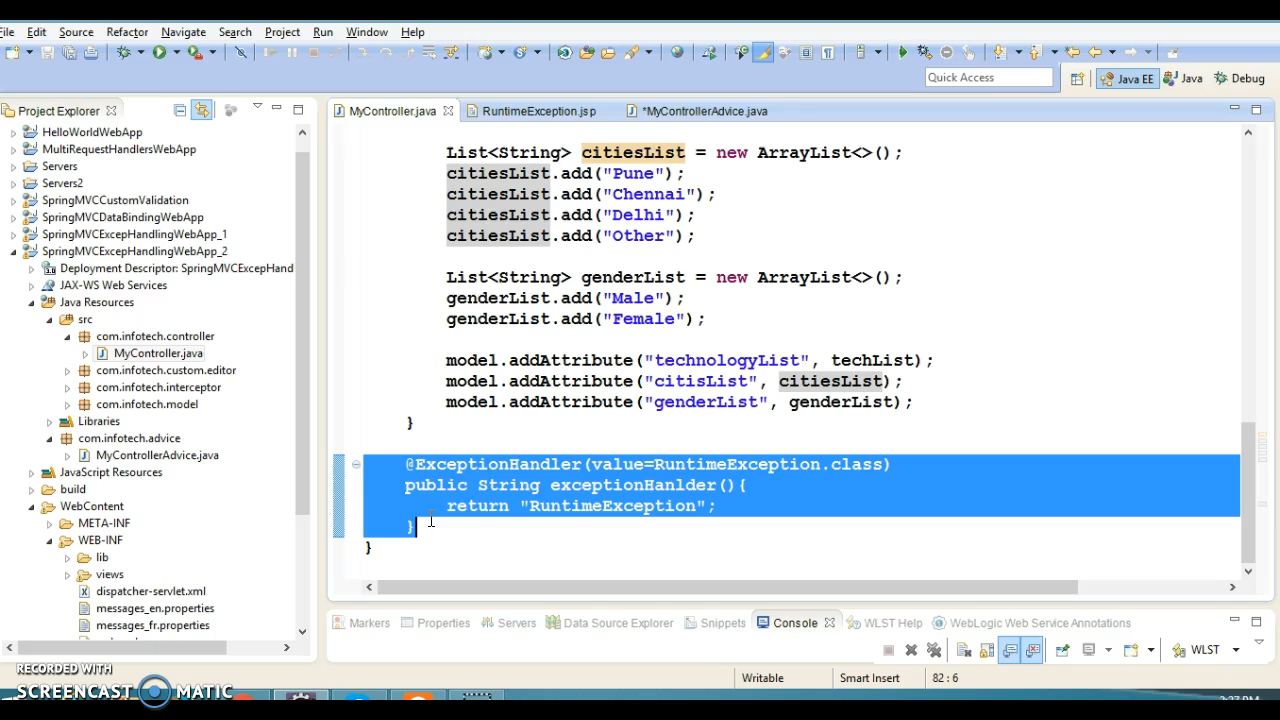 File Edit Source Refactor Navigate Search Project Run Window Help
Quick Access
Java EE
Java
Debug
Project Explorer
MyController.java
RuntimeException.jsp
*MyControllerAdvice.java
HelloWorldWebApp
MultiRequestHandlersWebApp
Servers
Servers2
SpringMVCCustomValidation
SpringMVCDataBindingWebApp
SpringMVCExcepHandlingWebApp_1
SpringMVCExcepHandlingWebApp_2
Deployment Descriptor: SpringMVCExcepHand
JAX-WS Web Services
Java Resources
src
com.infotech.controller
MyController.java
com.infotech.custom.editor
com.infotech.interceptor
com.infotech.model
Libraries
com.infotech.advice
MyControllerAdvice.java
JavaScript Resources
build
WebContent
META-INF
WEB-INF
lib
views
dispatcher-servlet.xml
messages_en.properties
messages_fr.properties
List<String> citiesList = new ArrayList<>();
citiesList.add("Pune");
citiesList.add("Chennai");
citiesList.add("Delhi");
citiesList.add("Other");
List<String> genderList = new ArrayList<>();
genderList.add("Male");
genderList.add("Female");
model.addAttribute("technologyList", techList);
model.addAttribute("citisList", citiesList);
model.addAttribute("genderList", genderList);
}
@ExceptionHandler(value=RuntimeException.class)
public String exceptionHanlder(){
return "RuntimeException";
}
}
Markers
Properties
Servers
Data Source Explorer
Snippets
Console
WLST Help
WebLogic Web Service Annotations
WLST
Writable
Smart Insert
82 : 6
RECORDED WITH
SCREENCAST MATIC